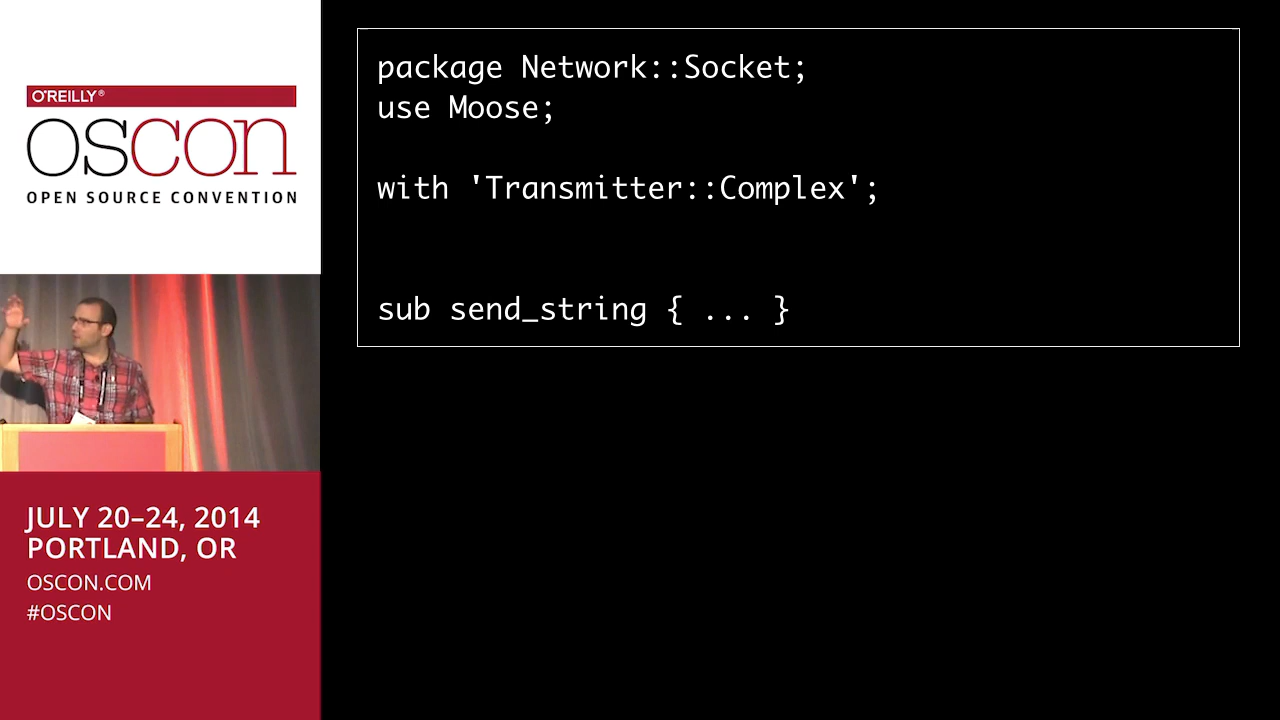 O'REILLY®
OSCON
OPEN SOURCE CONVENTION
JULY 20–24, 2014
PORTLAND, OR
OSCON.COM
#OSCON
package Network::Socket;
use Moose;
with 'Transmitter::Complex';
sub send_string { ... }